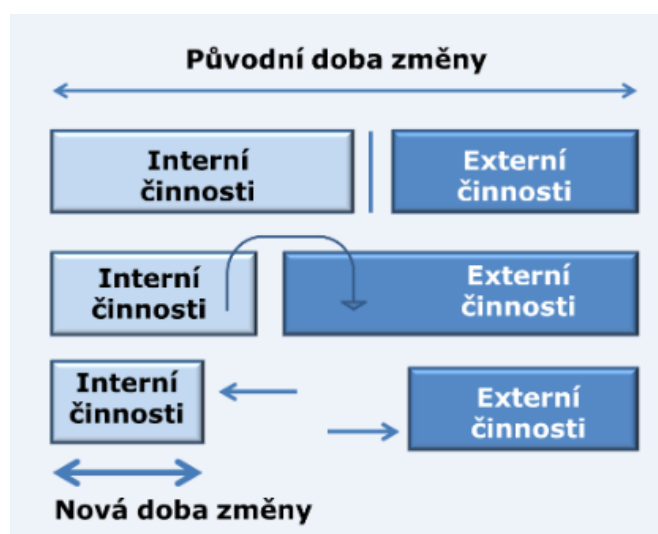 Původní doba změny
Interní
činnosti
Externí
činnosti
Interní
činnosti
Externí
činnosti
Interní
činnosti
Externí
činnosti
Nová doba změny